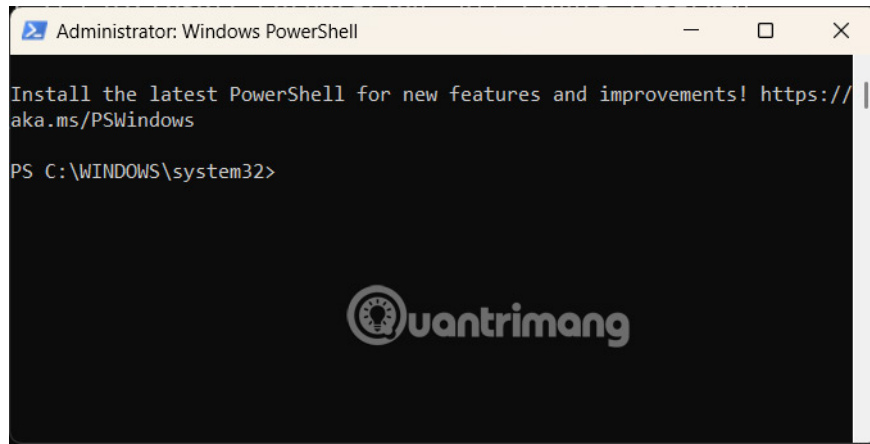 Administrator: Windows PowerShell
Install the latest PowerShell for new features and improvements! https://
aka.ms/PSWindows
PS C:\WINDOWS\system32>
Quantrimang